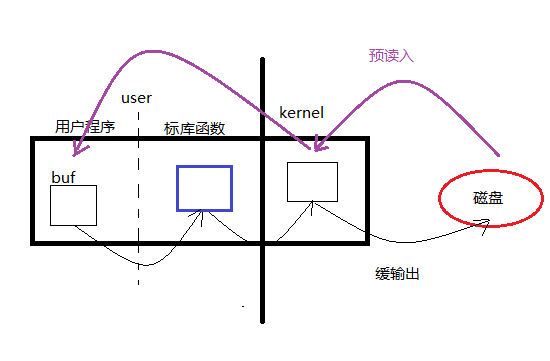 预读入
user
kernel
用户程序
标库函数
buf
磁盘
缓输出